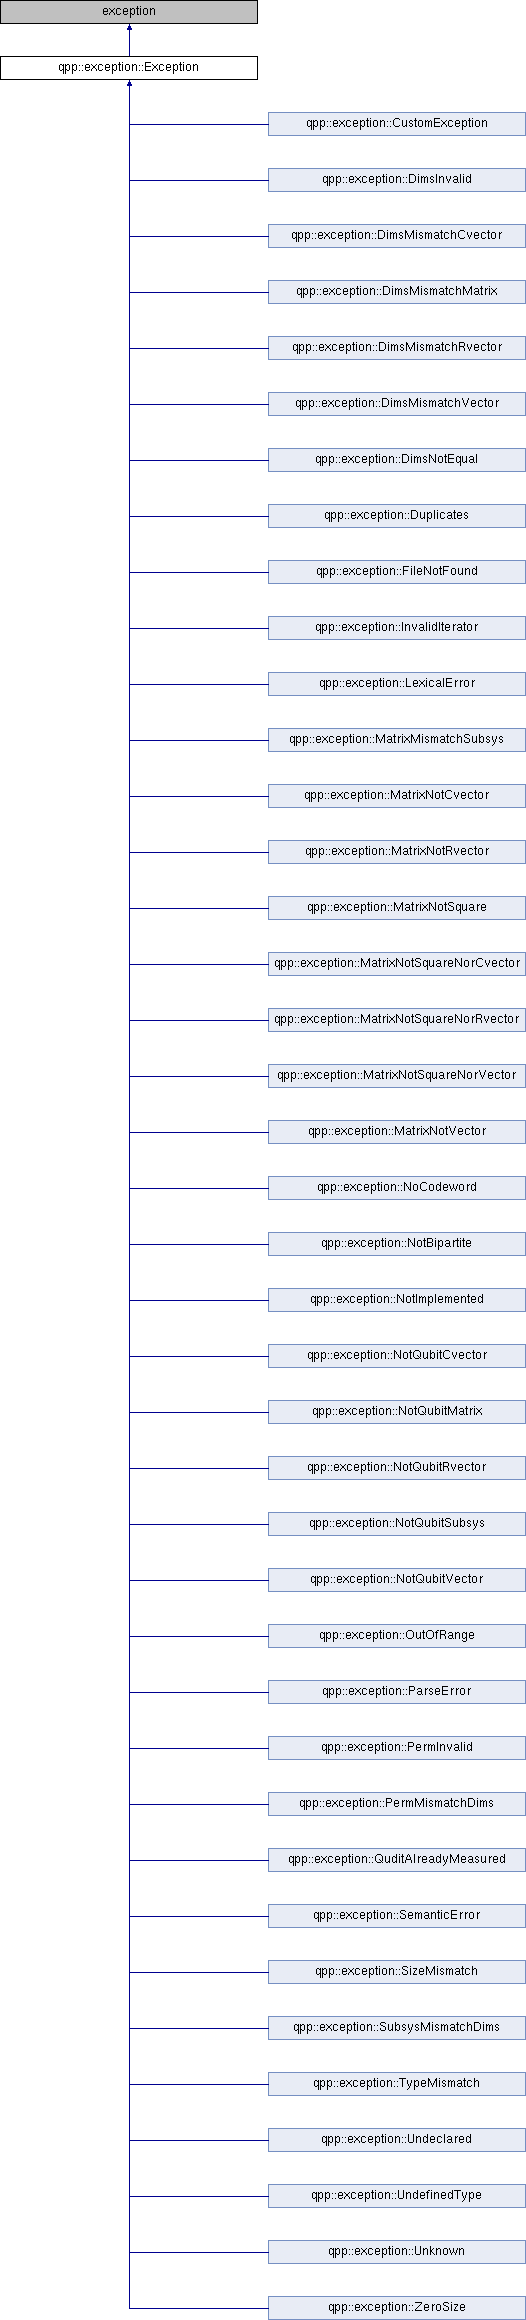 exception
qpp::exception::Exception
qpp::exception::CustomException
qpp::exception::DimsInvalid
qpp::exception::DimsMismatchCvector
qpp::exception::DimsMismatchMatrix
qpp::exception::DimsMismatchRvector
qpp::exception::DimsMismatchVector
qpp::exception::DimsNotEqual
qpp::exception::Duplicates
qpp::exception::FileNotFound
qpp::exception::InvalidIterator
qpp::exception::LexicalError
qpp::exception::MatrixMismatchSubsys
qpp::exception::MatrixNotCvector
qpp::exception::MatrixNotRvector
qpp::exception::MatrixNotSquare
qpp::exception::MatrixNotSquareNorCvector
qpp::exception::MatrixNotSquareNorRvector
qpp::exception::MatrixNotSquareNorVector
qpp::exception::MatrixNotVector
qpp::exception::NoCodeword
qpp::exception::NotBipartite
qpp::exception::NotImplemented
qpp::exception::NotQubitCvector
qpp::exception::NotQubitMatrix
qpp::exception::NotQubitRvector
qpp::exception::NotQubitSubsys
qpp::exception::NotQubitVector
qpp::exception::OutOfRange
qpp::exception::ParseError
qpp::exception::PermInvalid
qpp::exception::PermMismatchDims
qpp::exception::QuditAlreadyMeasured
qpp::exception::SemanticError
qpp::exception::SizeMismatch
qpp::exception::SubsysMismatchDims
qpp::exception::TypeMismatch
qpp::exception::Undeclared
qpp::exception::UndefinedType
qpp::exception::Unknown
qpp::exception::ZeroSize